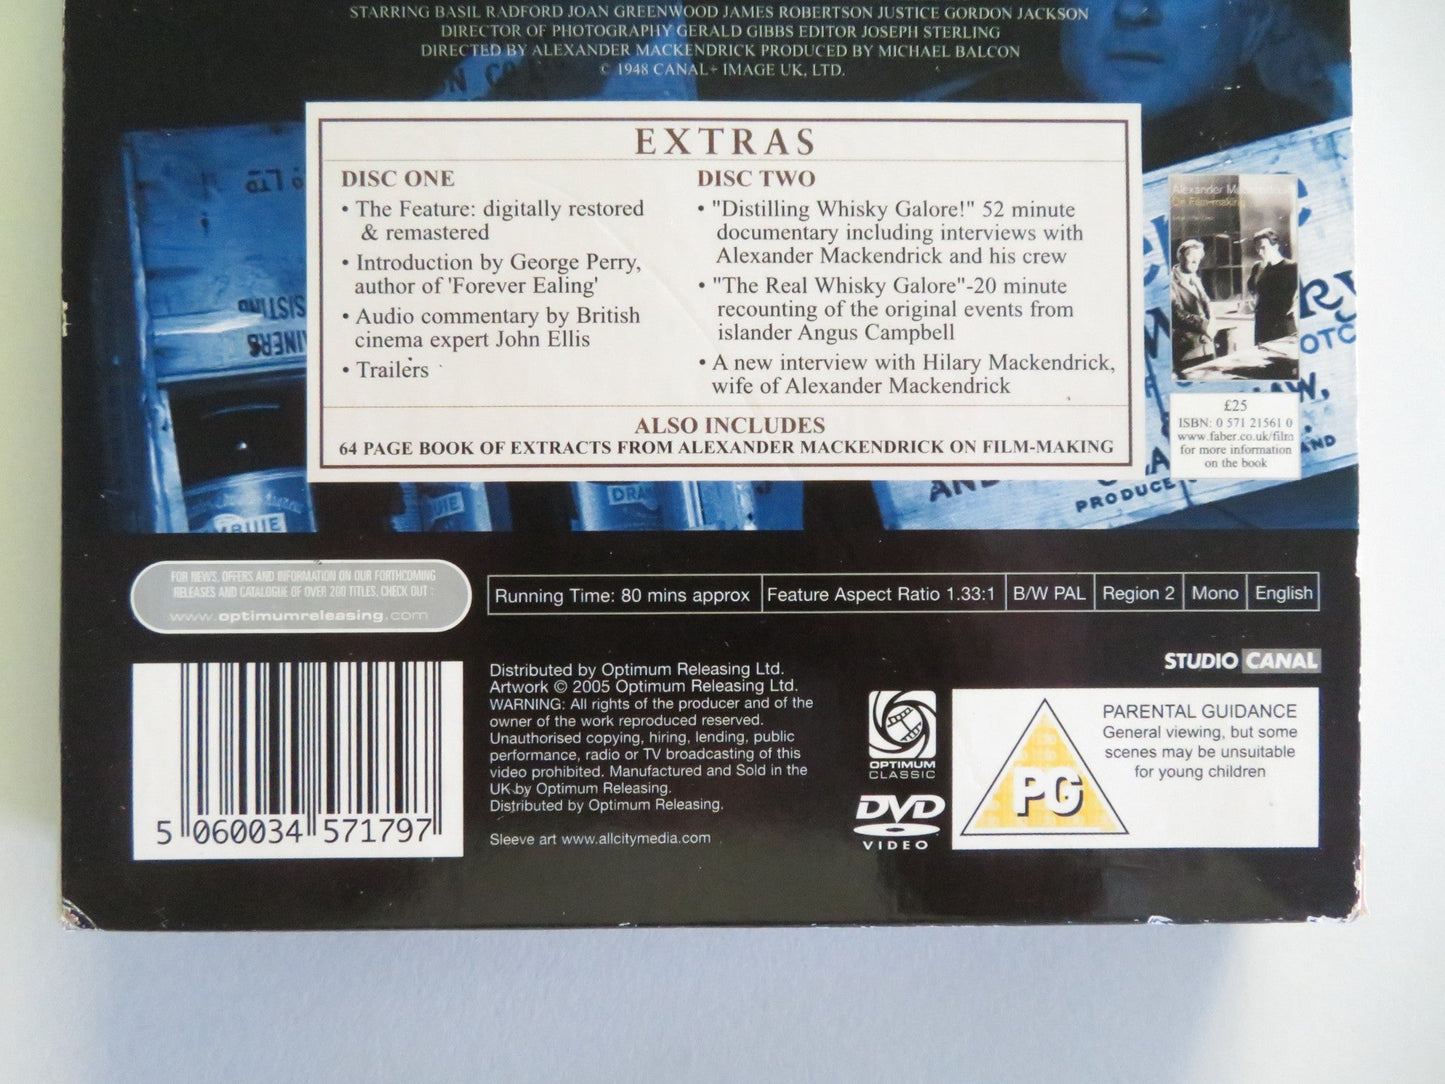 STARRING BASIL RADFORD JOAN GREENWOOD JAMES ROBERTSON JUSTICE GORDON JACKSON
DIRECTOR OF PHOTOGRAPHY GERALD GIBBS EDITOR JOSEPH STERLING
DIRECTED BY ALEXANDER MACKENDRICK PRODUCED BY MICHAEL BALCON
© 1948 CANAL+ IMAGE UK, LTD.
EXTRAS
DISC ONE
• The Feature: digitally restored
& remastered
• Introduction by George Perry,
author of 'Forever Ealing'
• Audio commentary by British
cinema expert John Ellis
• Trailers
DISC TWO
• "Distilling Whisky Galore!" 52 minute
documentary including interviews with
Alexander Mackendrick and his crew
• "The Real Whisky Galore"-20 minute
recounting of the original events from
islander Angus Campbell
• A new interview with Hilary Mackendrick,
wife of Alexander Mackendrick
ALSO INCLUDES
64 PAGE BOOK OF EXTRACTS FROM ALEXANDER MACKENDRICK ON FILM-MAKING
Alexander Mackendrick
On Film-making
£25
ISBN: 0 571 21561 0
www.faber.co.uk/film
for more information
on the book
AND
PRODUCE
DRA
BUIE
FOR NEWS, OFFERS AND INFORMATION ON OUR FORTHCOMING
RELEASES AND CATALOGUE OF OVER 200 TITLES, CHECK OUT :
www.optimumreleasing.com
Running Time: 80 mins approx
Feature Aspect Ratio 1.33:1
B/W PAL
Region 2
Mono
English
5 060034 571797
Distributed by Optimum Releasing Ltd.
Artwork © 2005 Optimum Releasing Ltd.
WARNING: All rights of the producer and of the
owner of the work reproduced reserved.
Unauthorised copying, hiring, lending, public
performance, radio or TV broadcasting of this
video prohibited. Manufactured and Sold in the
UK by Optimum Releasing.
Distributed by Optimum Releasing.
Sleeve art www.allcitymedia.com
STUDIO CANAL
OPTIMUM
CLASSIC
DVD
VIDEO
PG
PARENTAL GUIDANCE
General viewing, but some
scenes may be unsuitable
for young children